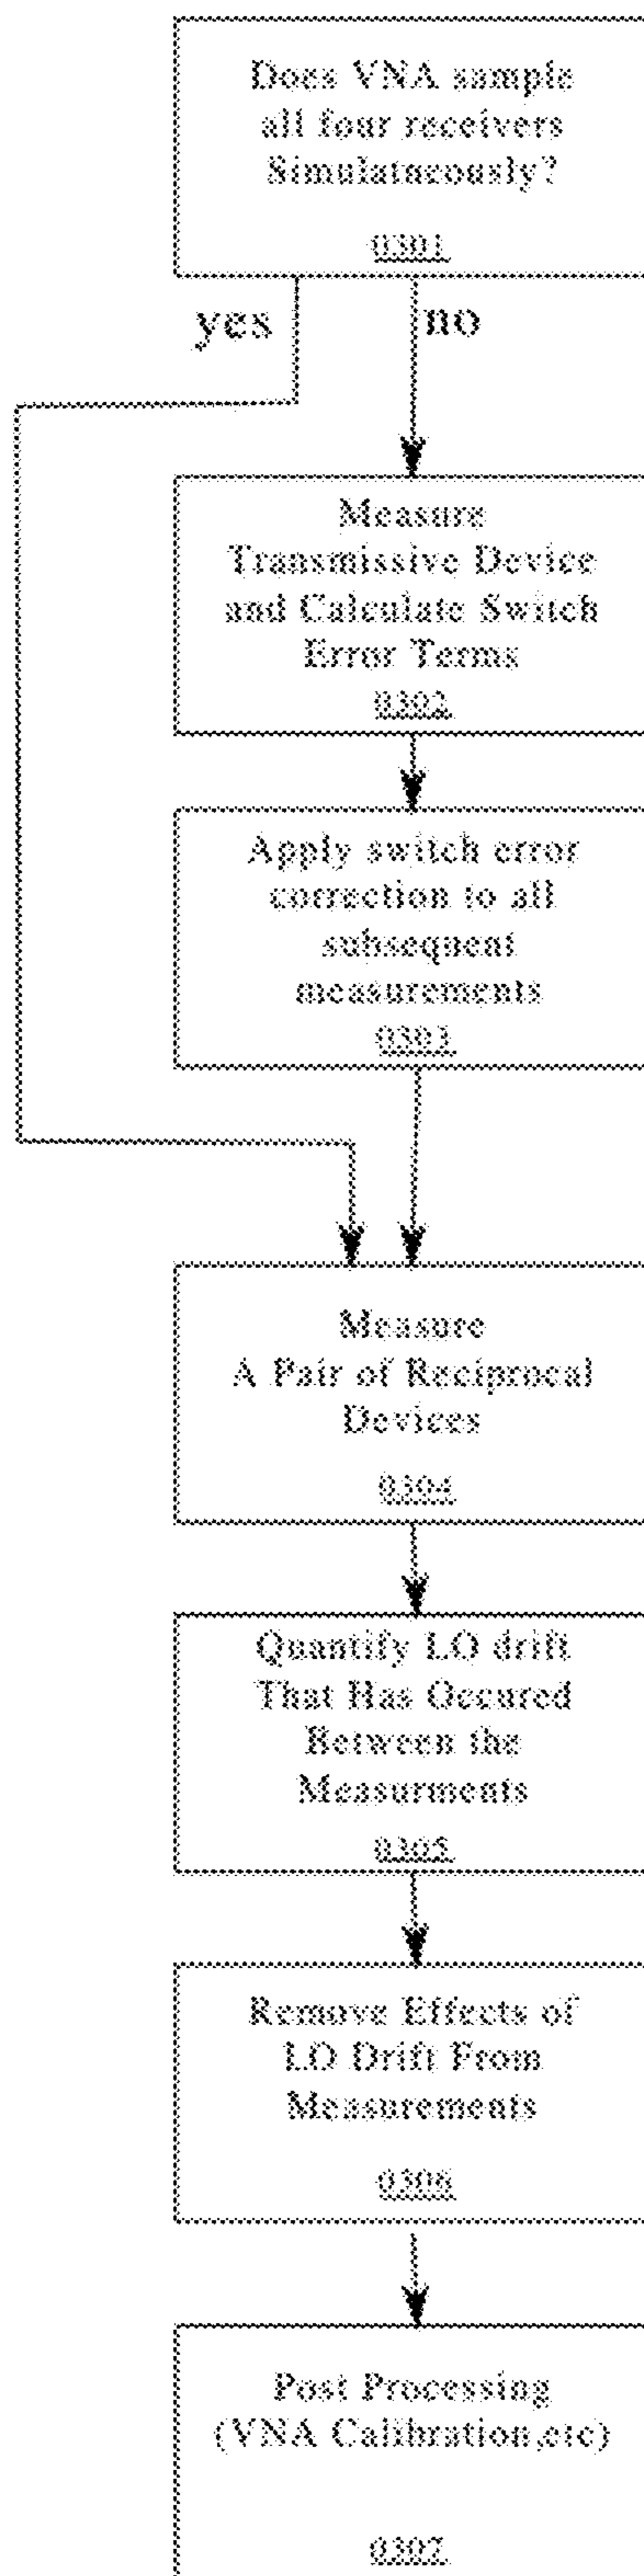 Does VNA sample
all four receivers
Simulatneously?
0301
yes
no
Measure
Transmissive Device
and Calculate Switch
Error Terms
0302
Apply switch error
correction to all
subsequent
measurements
0303
Measure
A Pair of Reciprocal
Devices
0304
Quantify LO drift
That Has Occured
Between the
Measurments
0305
Remove Effects of
LO Drift From
Measurements
0306
Post Processing
(VNA Calibration,etc)
0307